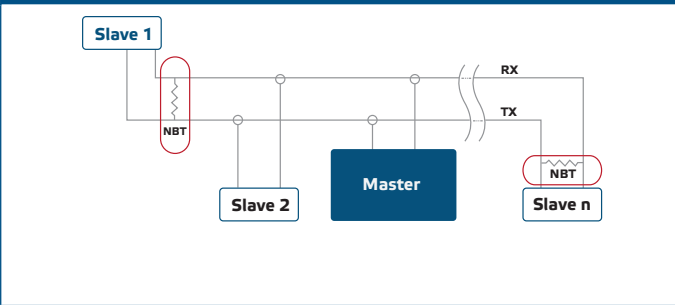 Slave 1
RX
TX
NBT
Master
NBT
Slave 2
Slave n